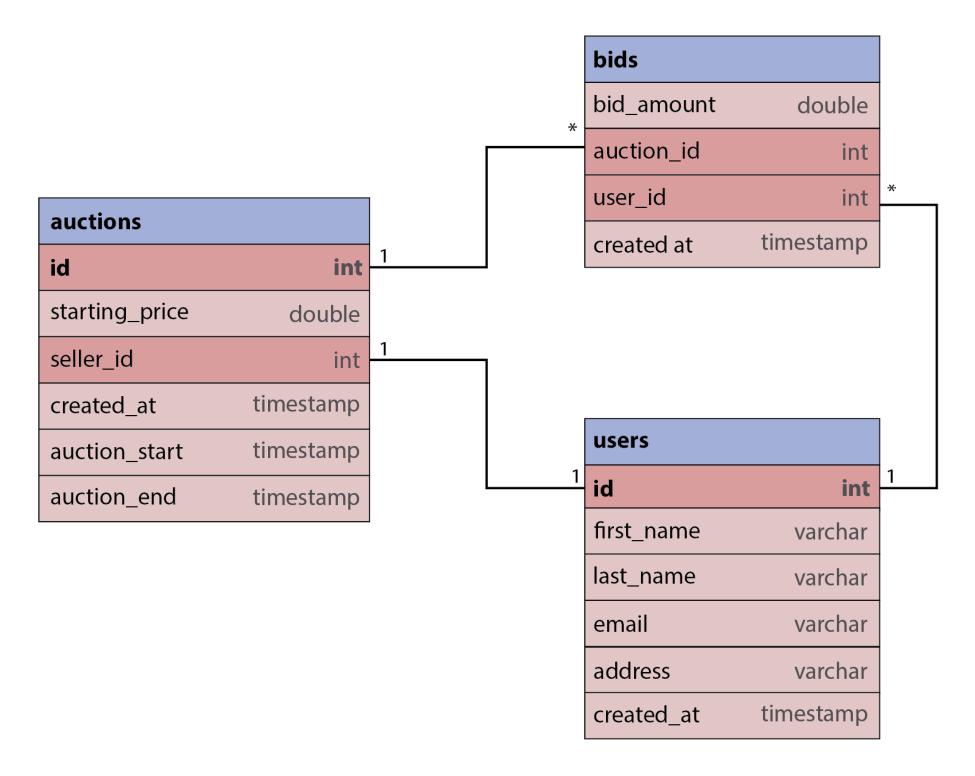 bids
bid_amount double
* auction_id int
user_id int *
created at timestamp
auctions
id int 1
starting_price double
seller_id int 1
created_at timestamp
auction_start timestamp
auction_end timestamp
users
1 id int 1
first_name varchar
last_name varchar
email varchar
address varchar
created_at timestamp